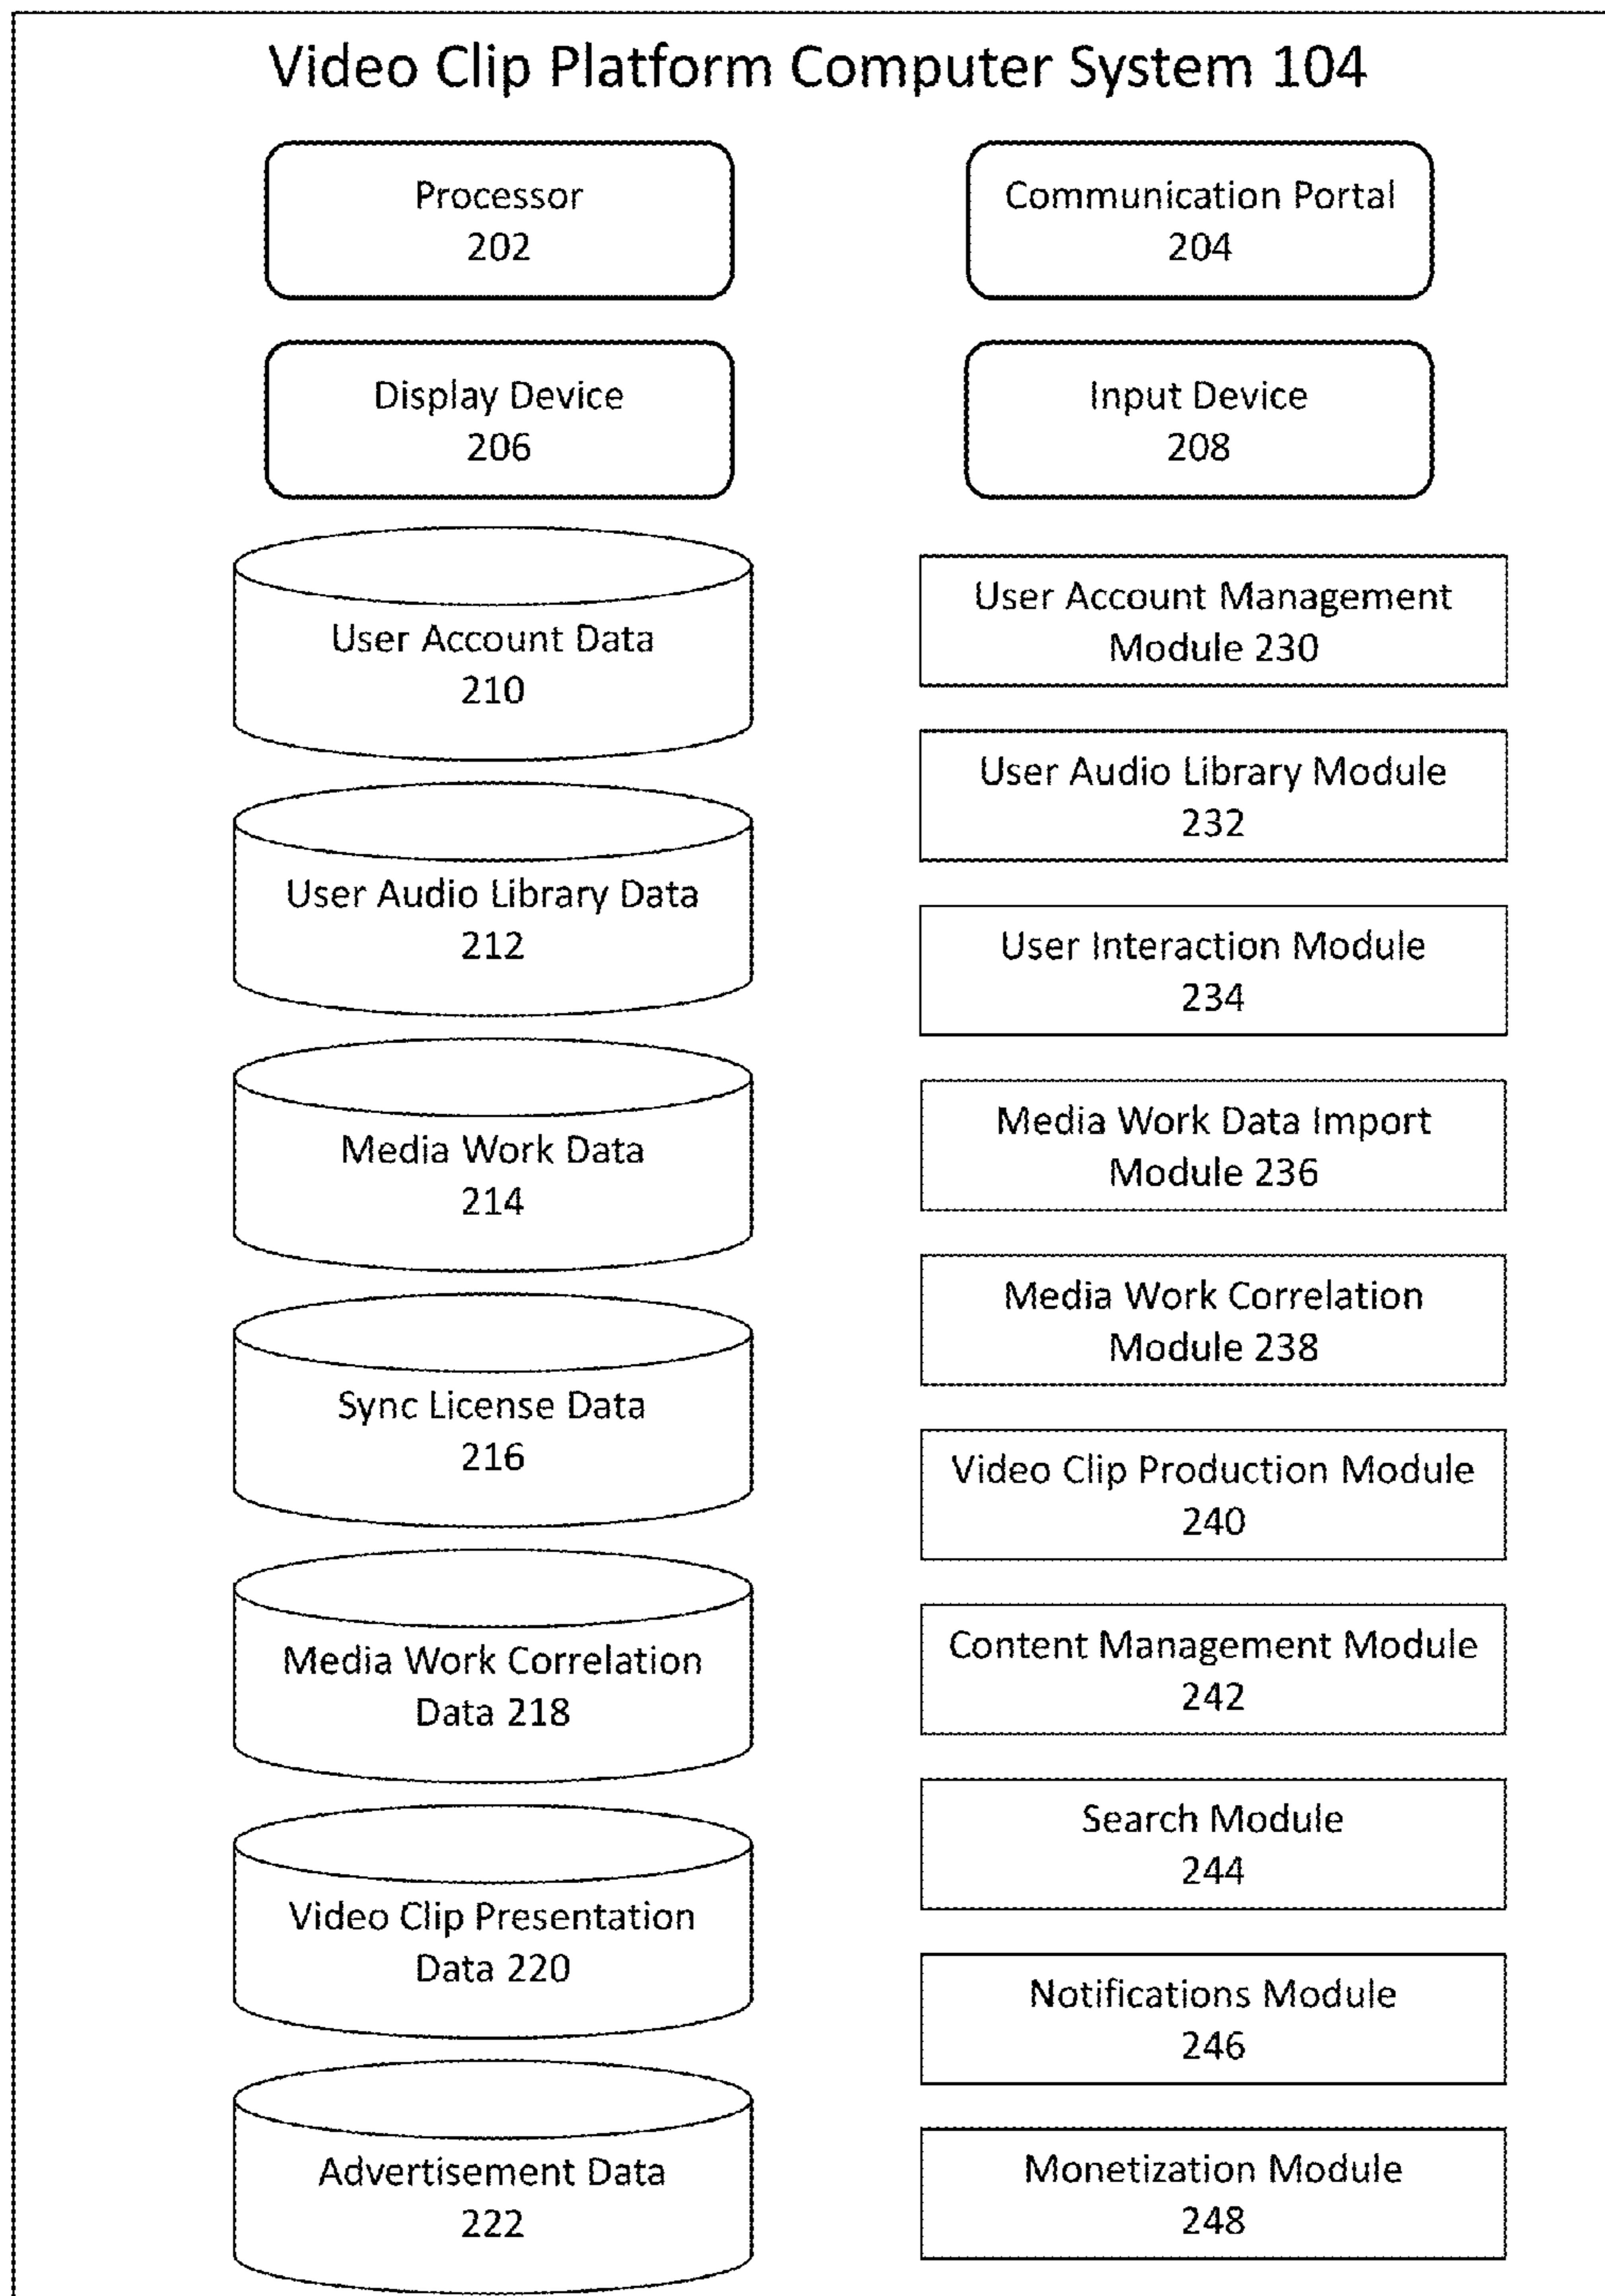 Video Clip Platform Computer System 104
Processor
202
Communication Portal
204
Display Device
206
Input Device
208
User Account Data
210
User Audio Library Data
212
Media Work Data
214
Sync License Data
216
Media Work Correlation
Data 218
Video Clip Presentation
Data 220
Advertisement Data
222
User Account Management
Module 230
User Audio Library Module
232
User Interaction Module
234
Media Work Data Import
Module 236
Media Work Correlation
Module 238
Video Clip Production Module
240
Content Management Module
242
Search Module
244
Notifications Module
246
Monetization Module
248